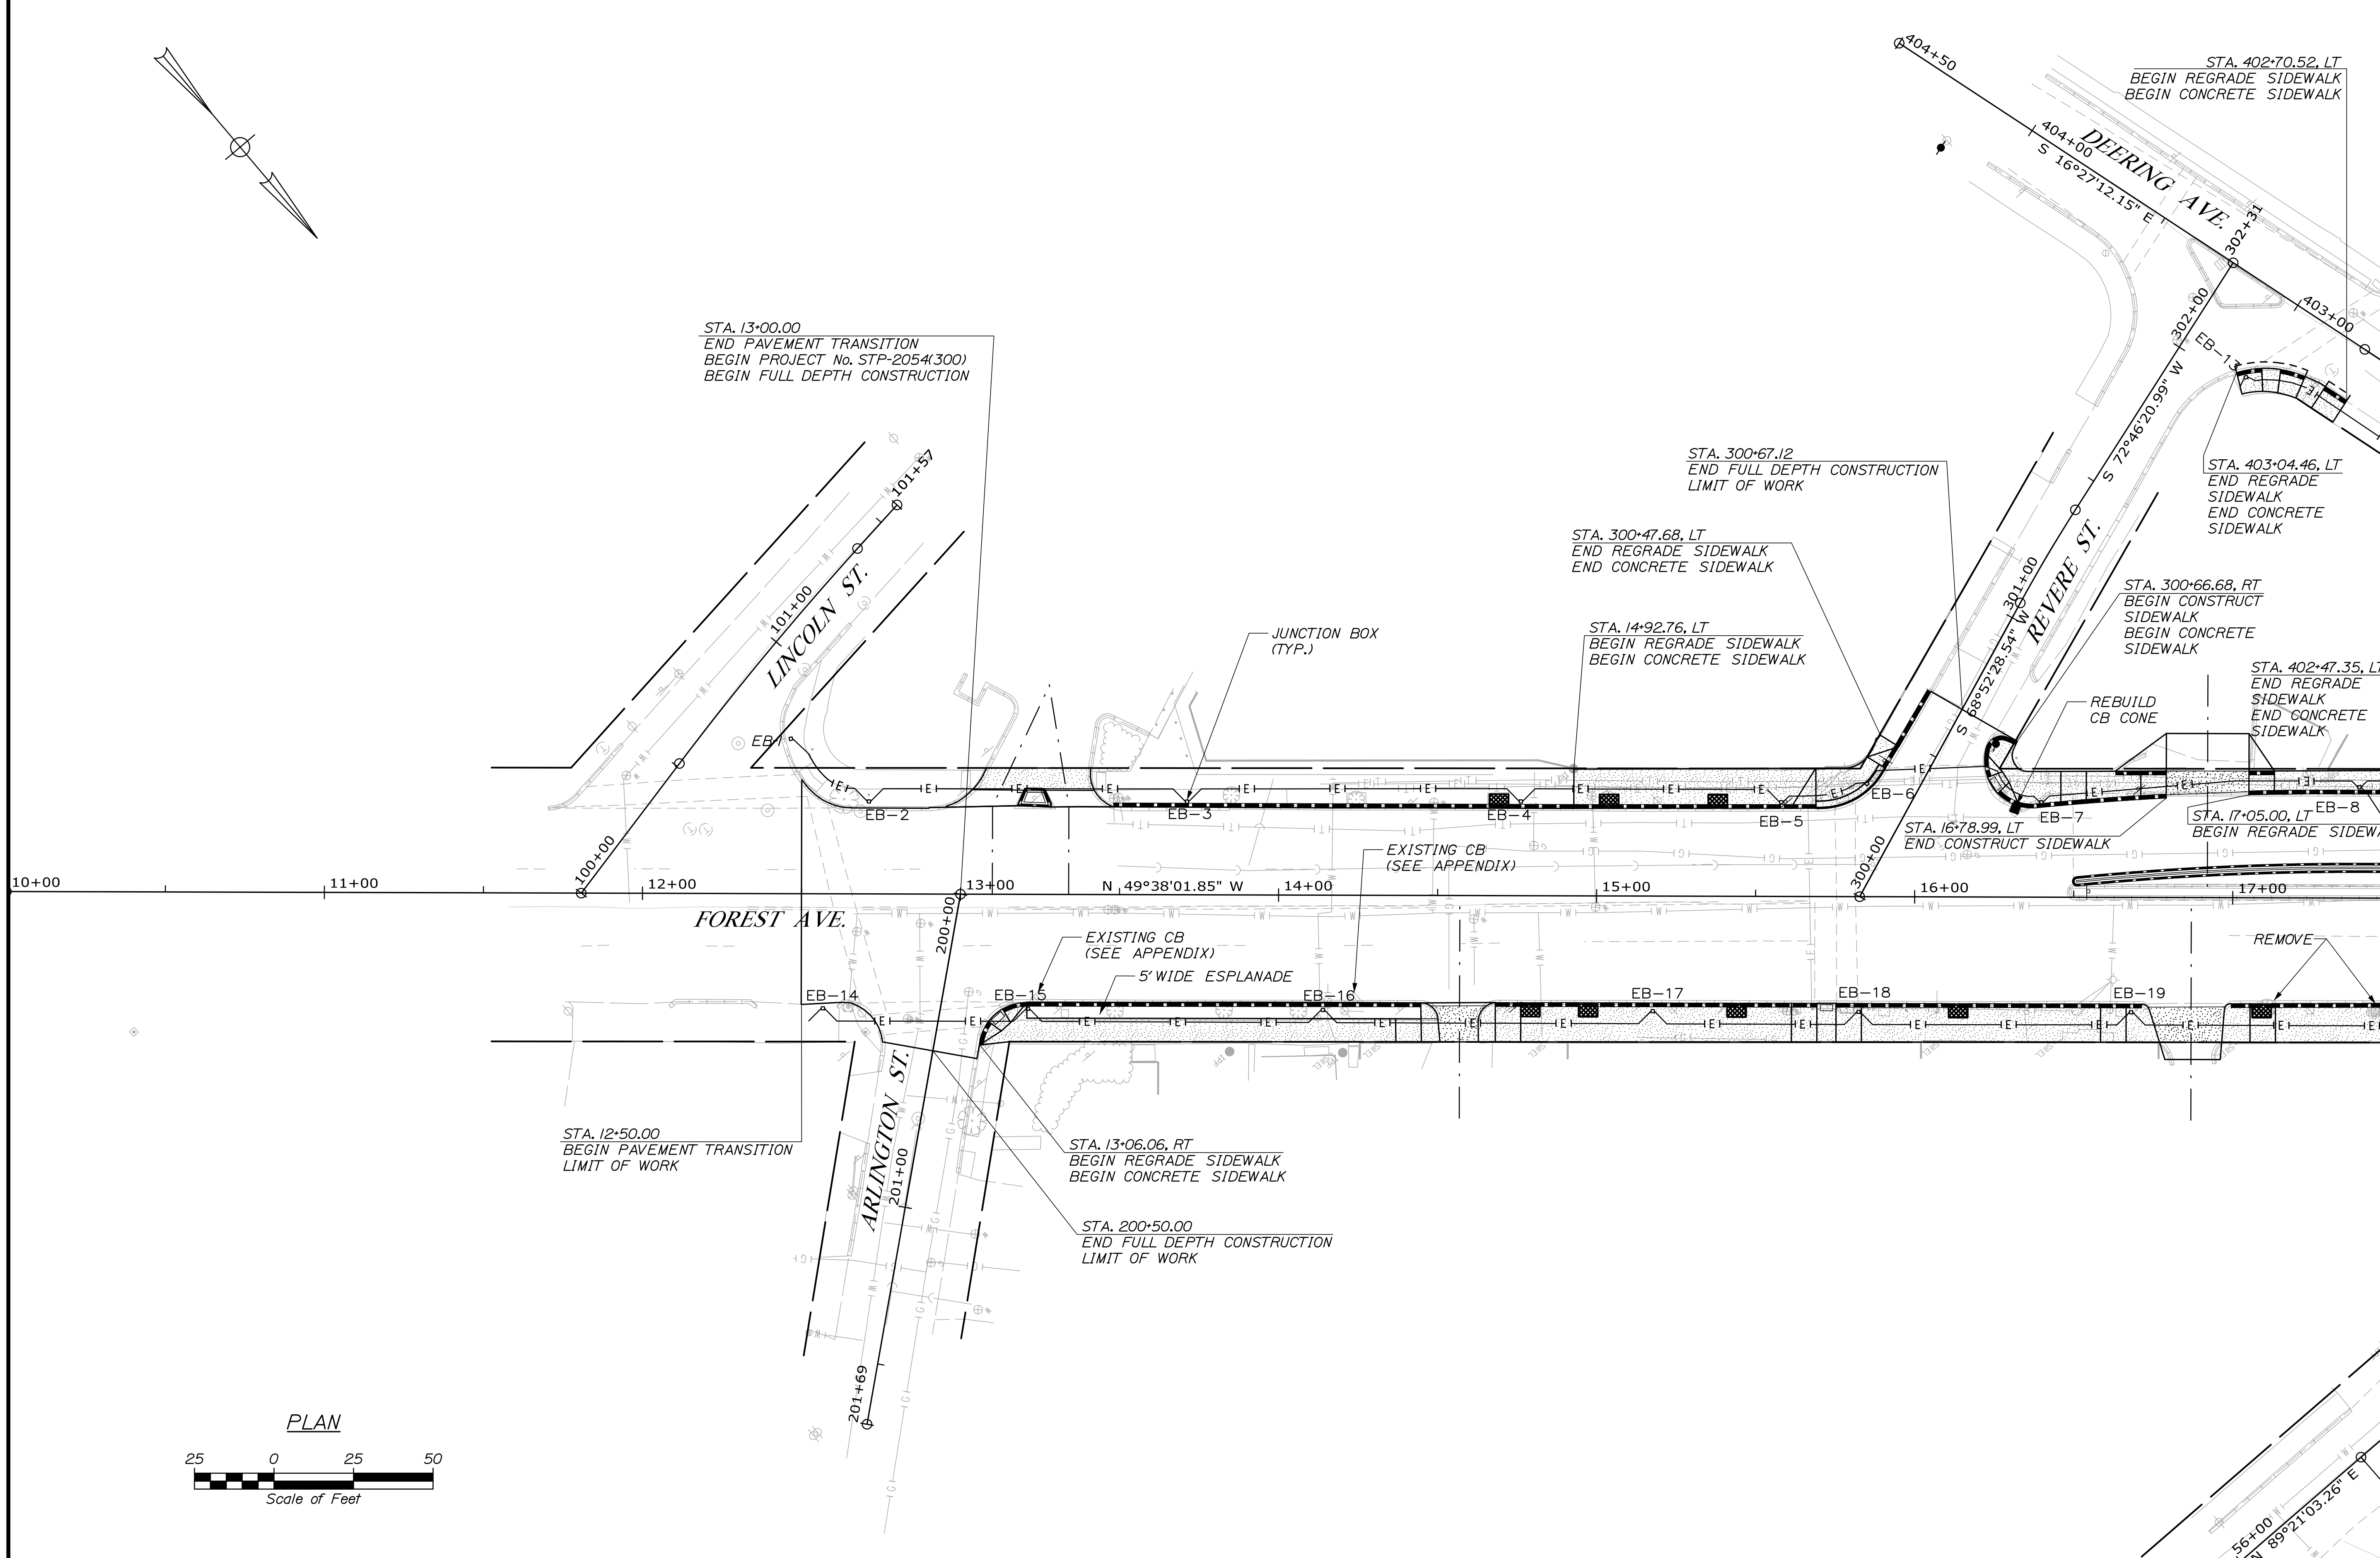 404+50
STA. 402+70.52, LT
BEGIN REGRADE SIDEWALK
BEGIN CONCRETE SIDEWALK
404+00
DEERING AVE.
S 16°27'12.15" E
302+31
403+00
302+00
EB-13
S 72°46'20.99" W
STA. 13+00.00
END PAVEMENT TRANSITION
BEGIN PROJECT No. STP-2054(300)
BEGIN FULL DEPTH CONSTRUCTION
STA. 300+67.12
END FULL DEPTH CONSTRUCTION
LIMIT OF WORK
STA. 403+04.46, LT
END REGRADE
SIDEWALK
END CONCRETE
SIDEWALK
101+57
101+00
LINCOLN ST.
STA. 300+47.68, LT
END REGRADE SIDEWALK
END CONCRETE SIDEWALK
301+00
REVERE ST.
S 68°52'28.54" W
STA. 300+66.68, RT
BEGIN CONSTRUCT
SIDEWALK
BEGIN CONCRETE
SIDEWALK
JUNCTION BOX
(TYP.)
STA. 14+92.76, LT
BEGIN REGRADE SIDEWALK
BEGIN CONCRETE SIDEWALK
STA. 402+47.35, LT
END REGRADE
SIDEWALK
END CONCRETE
SIDEWALK
REBUILD
CB CONE
EB-1
EB-2
EB-3
EB-4
EB-5
EB-6
EB-7
EB-8
STA. 16+78.99, LT
END CONSTRUCT SIDEWALK
STA. 17+05.00, LT
BEGIN REGRADE SIDEWA
EXISTING CB
(SEE APPENDIX)
100+00
300+00
10+00
11+00
12+00
13+00
N 49°38'01.85" W
14+00
15+00
16+00
17+00
FOREST AVE.
200+00
EXISTING CB
(SEE APPENDIX)
5' WIDE ESPLANADE
REMOVE
EB-14
EB-15
EB-16
EB-17
EB-18
EB-19
ARLINGTON ST.
201+00
201+69
STA. 12+50.00
BEGIN PAVEMENT TRANSITION
LIMIT OF WORK
STA. 13+06.06, RT
BEGIN REGRADE SIDEWALK
BEGIN CONCRETE SIDEWALK
STA. 200+50.00
END FULL DEPTH CONSTRUCTION
LIMIT OF WORK
PLAN
25 0 25 50
Scale of Feet
56+00
N 89°21'03.26" E